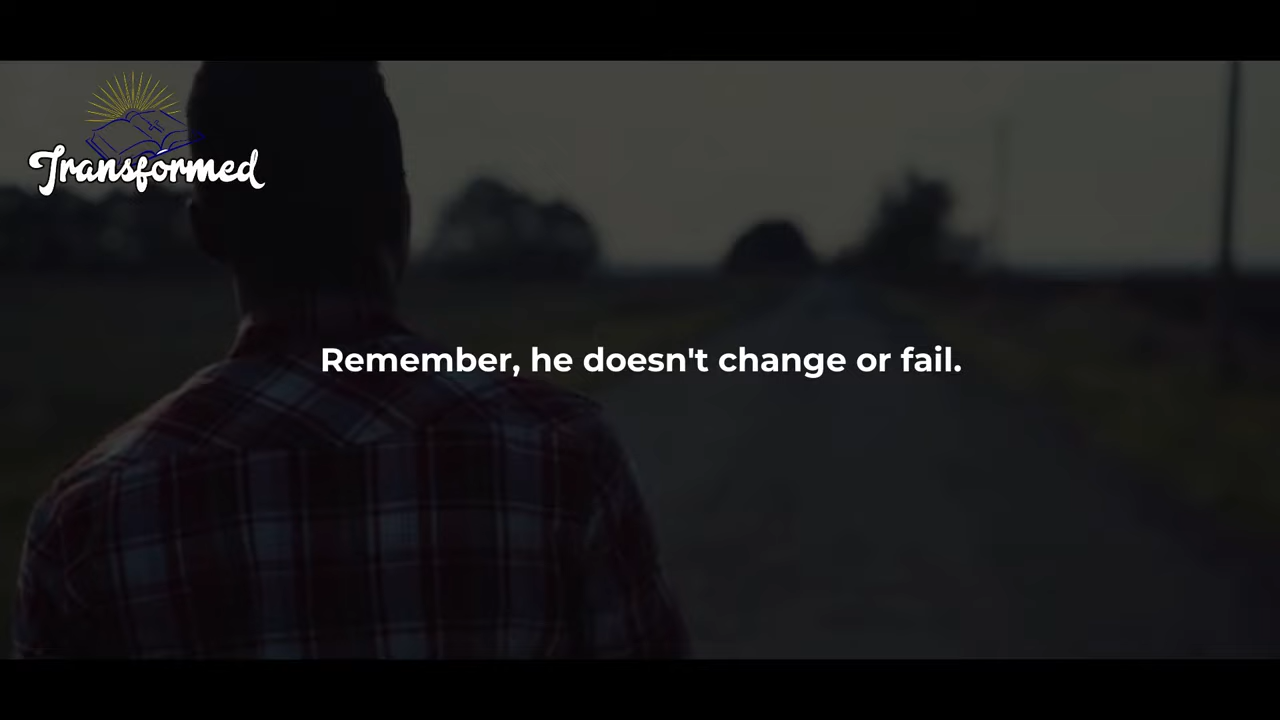 Transformed
Remember, he doesn't change or fail.